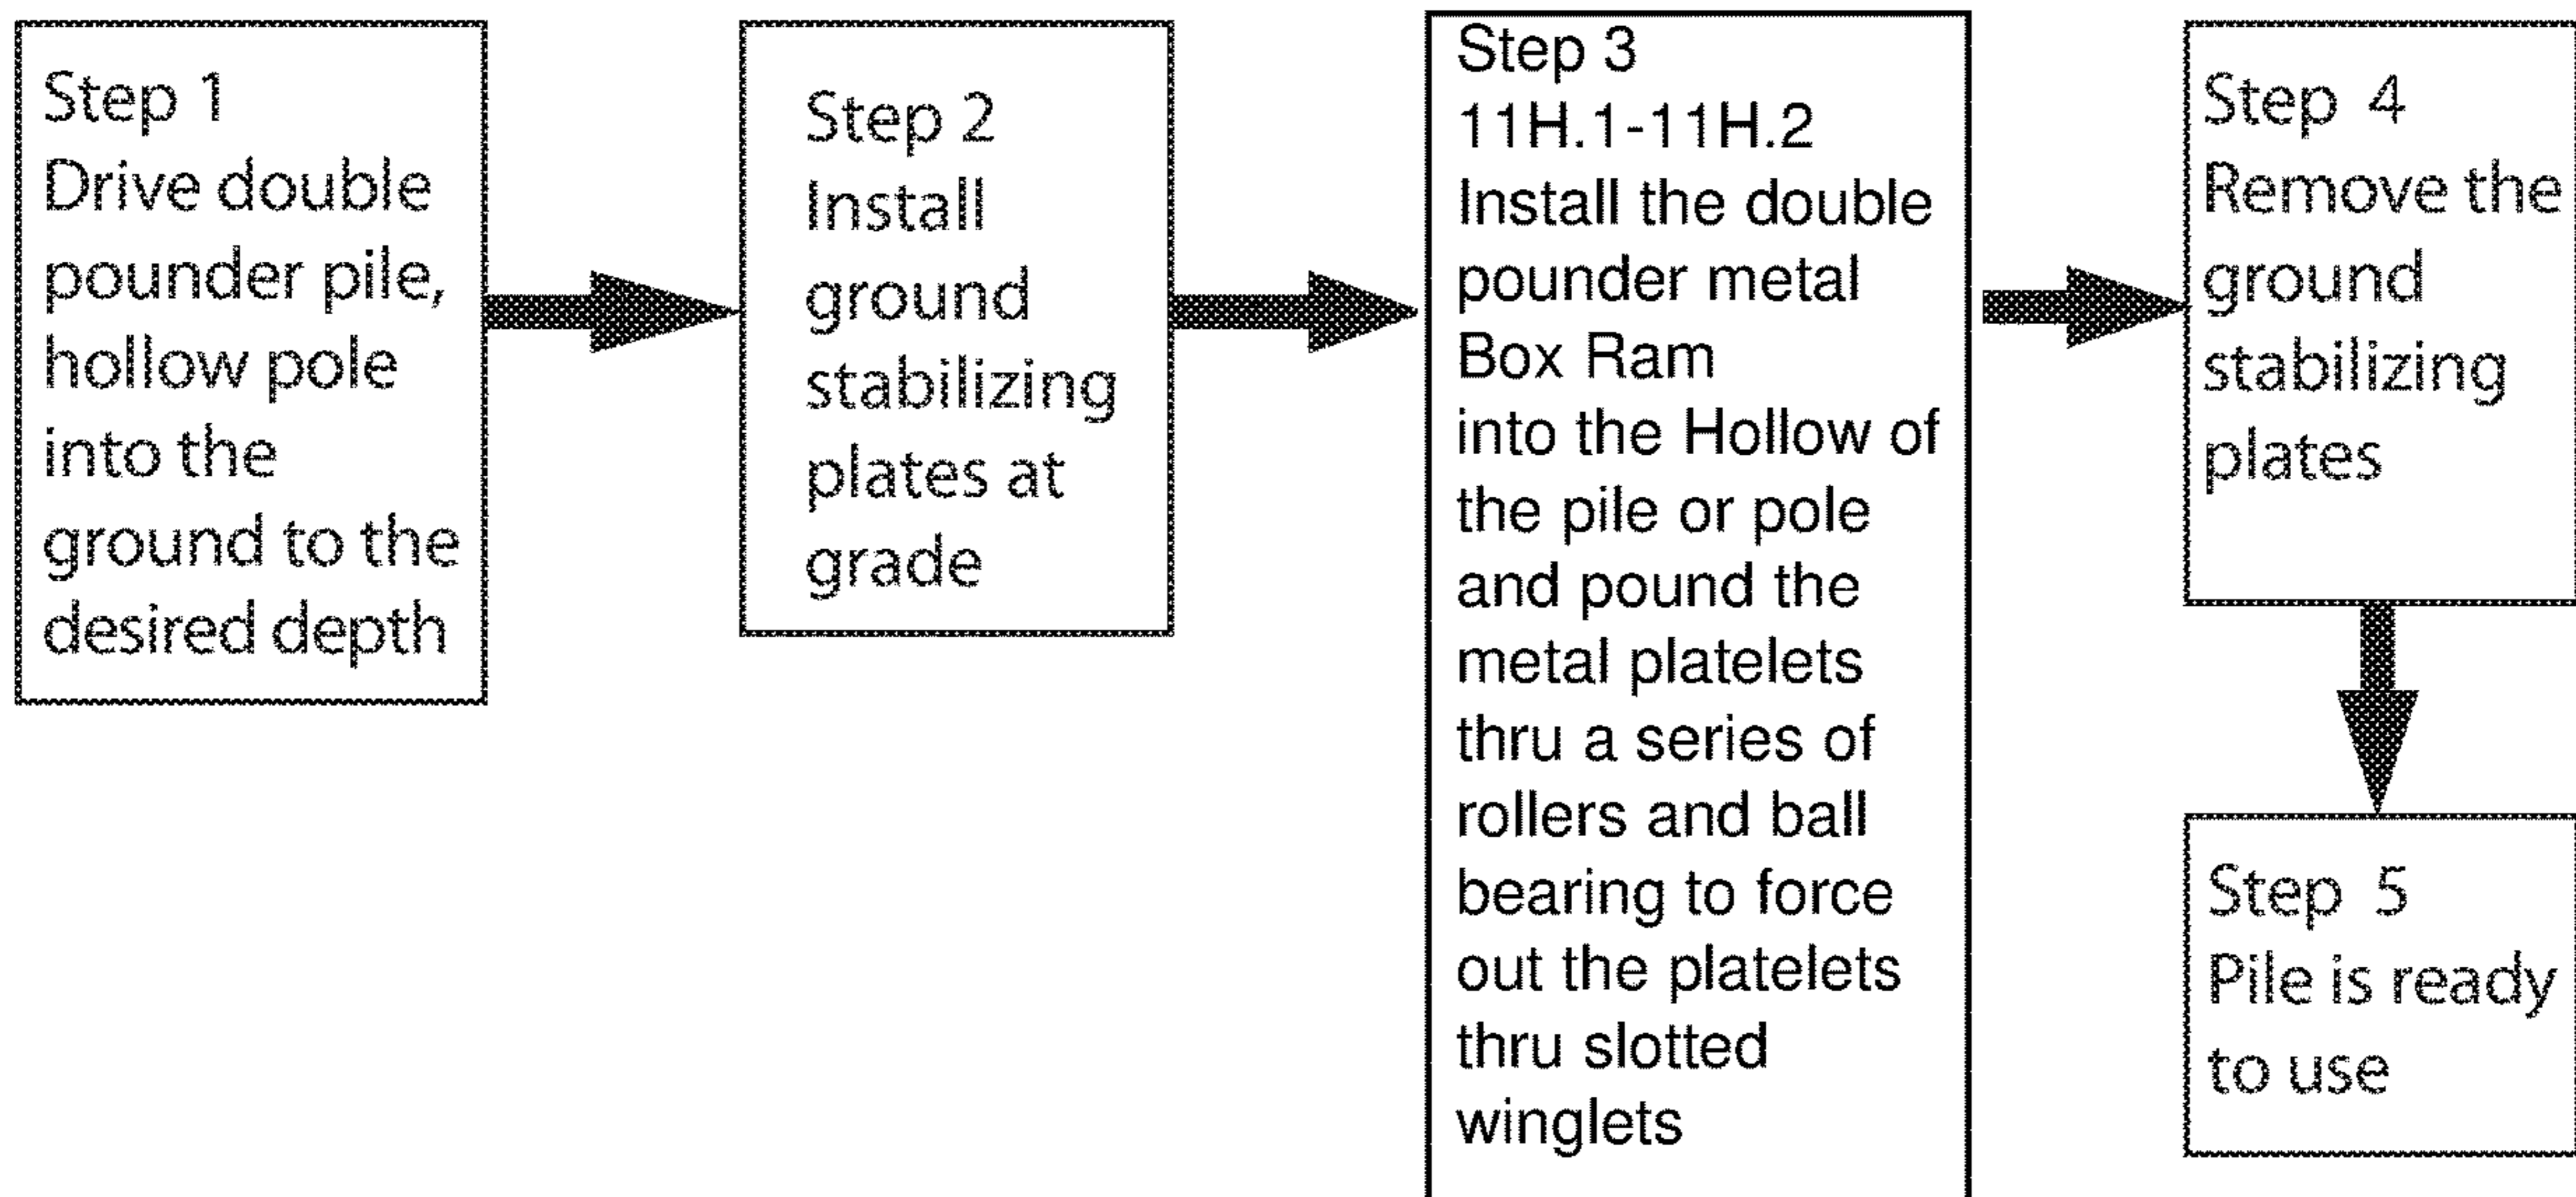 Step 1
Drive double
pounder pile,
hollow pole
into the
ground to the
desired depth
Step 2
Install
ground
stabilizing
plates at
grade
Step 3
11H.1-11H.2
Install the double
pounder metal
Box Ram
into the Hollow of
the pile or pole
and pound the
metal platelets
thru a series of
rollers and ball
bearing to force
out the platelets
thru slotted
winglets
Step 4
Remove the
ground
stabilizing
plates
Step 5
Pile is ready
to use